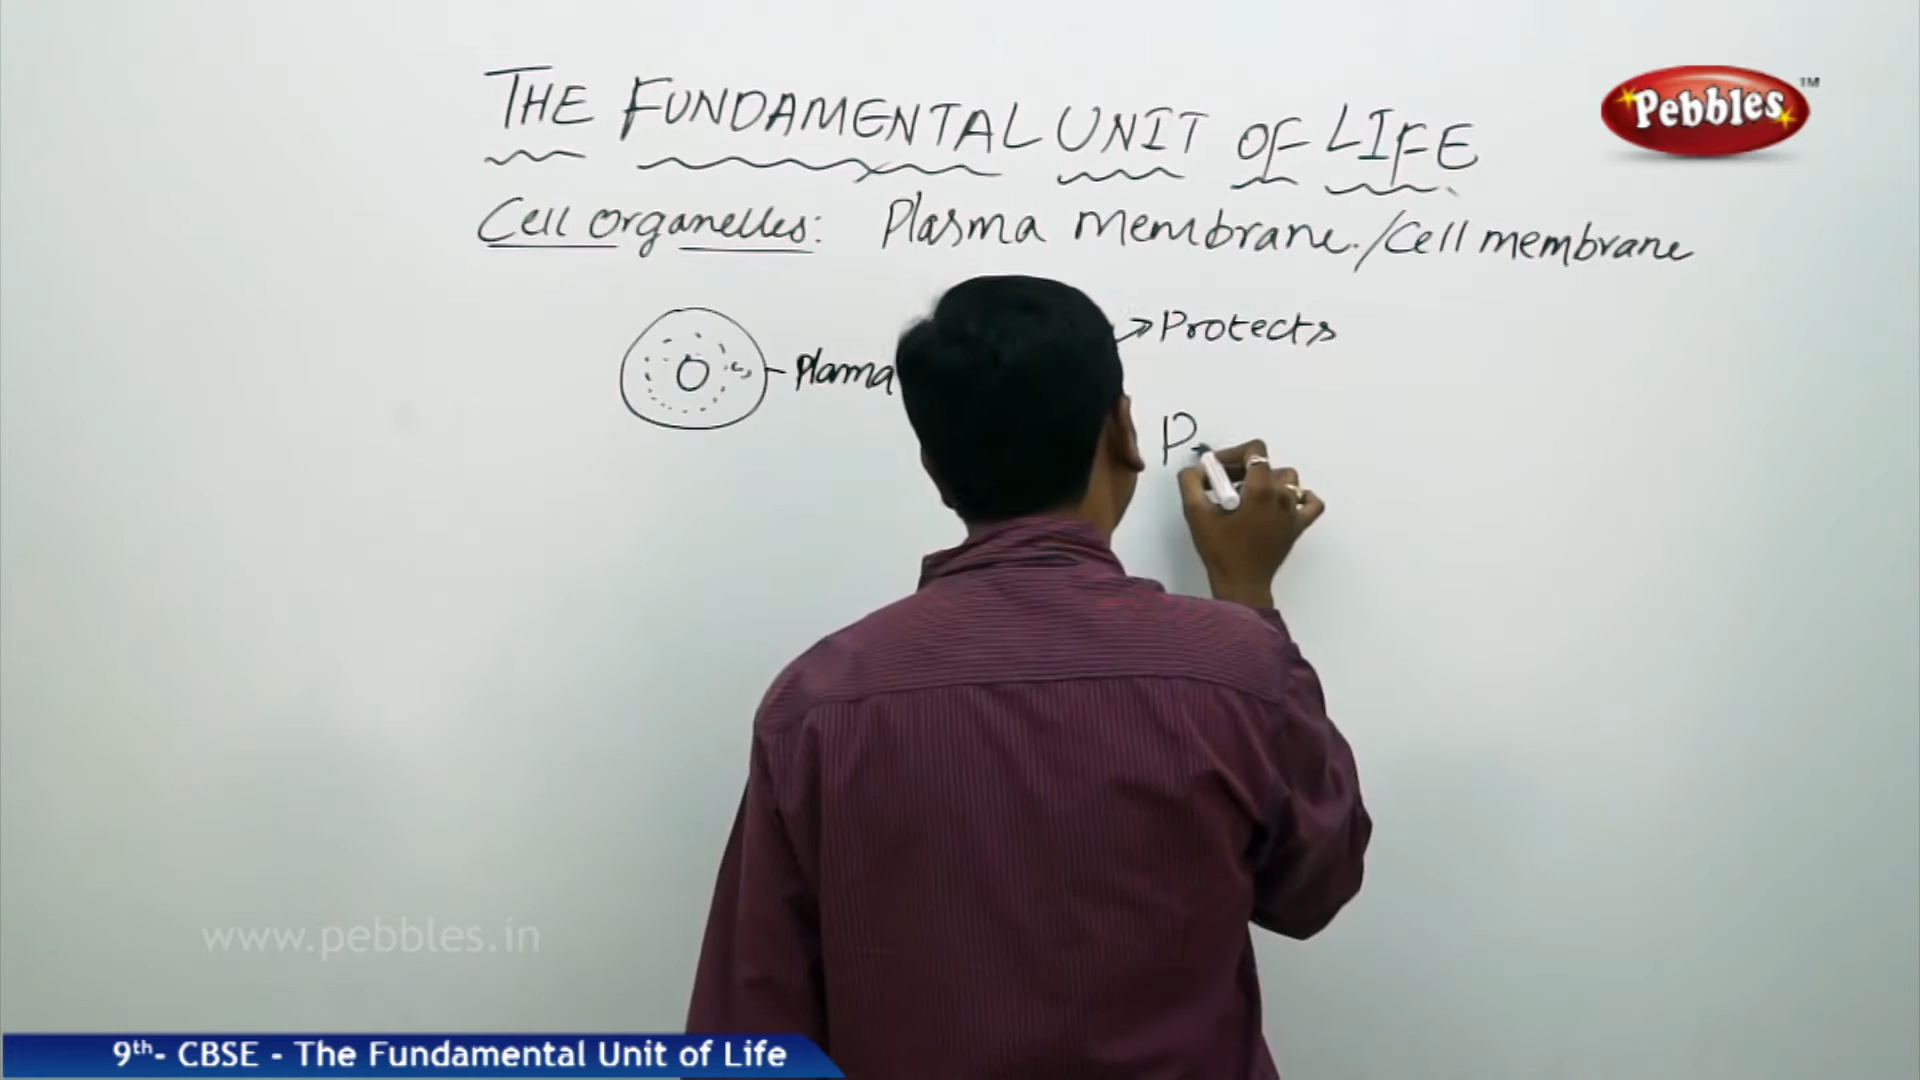 THE FUNDAMENTAL UNIT OF LIFE
Pebbles™
Cell organelles: Plasma membrane./Cell membrane
Plama
→Protects
P
www.pebbles.in
9th- CBSE - The Fundamental Unit of Life